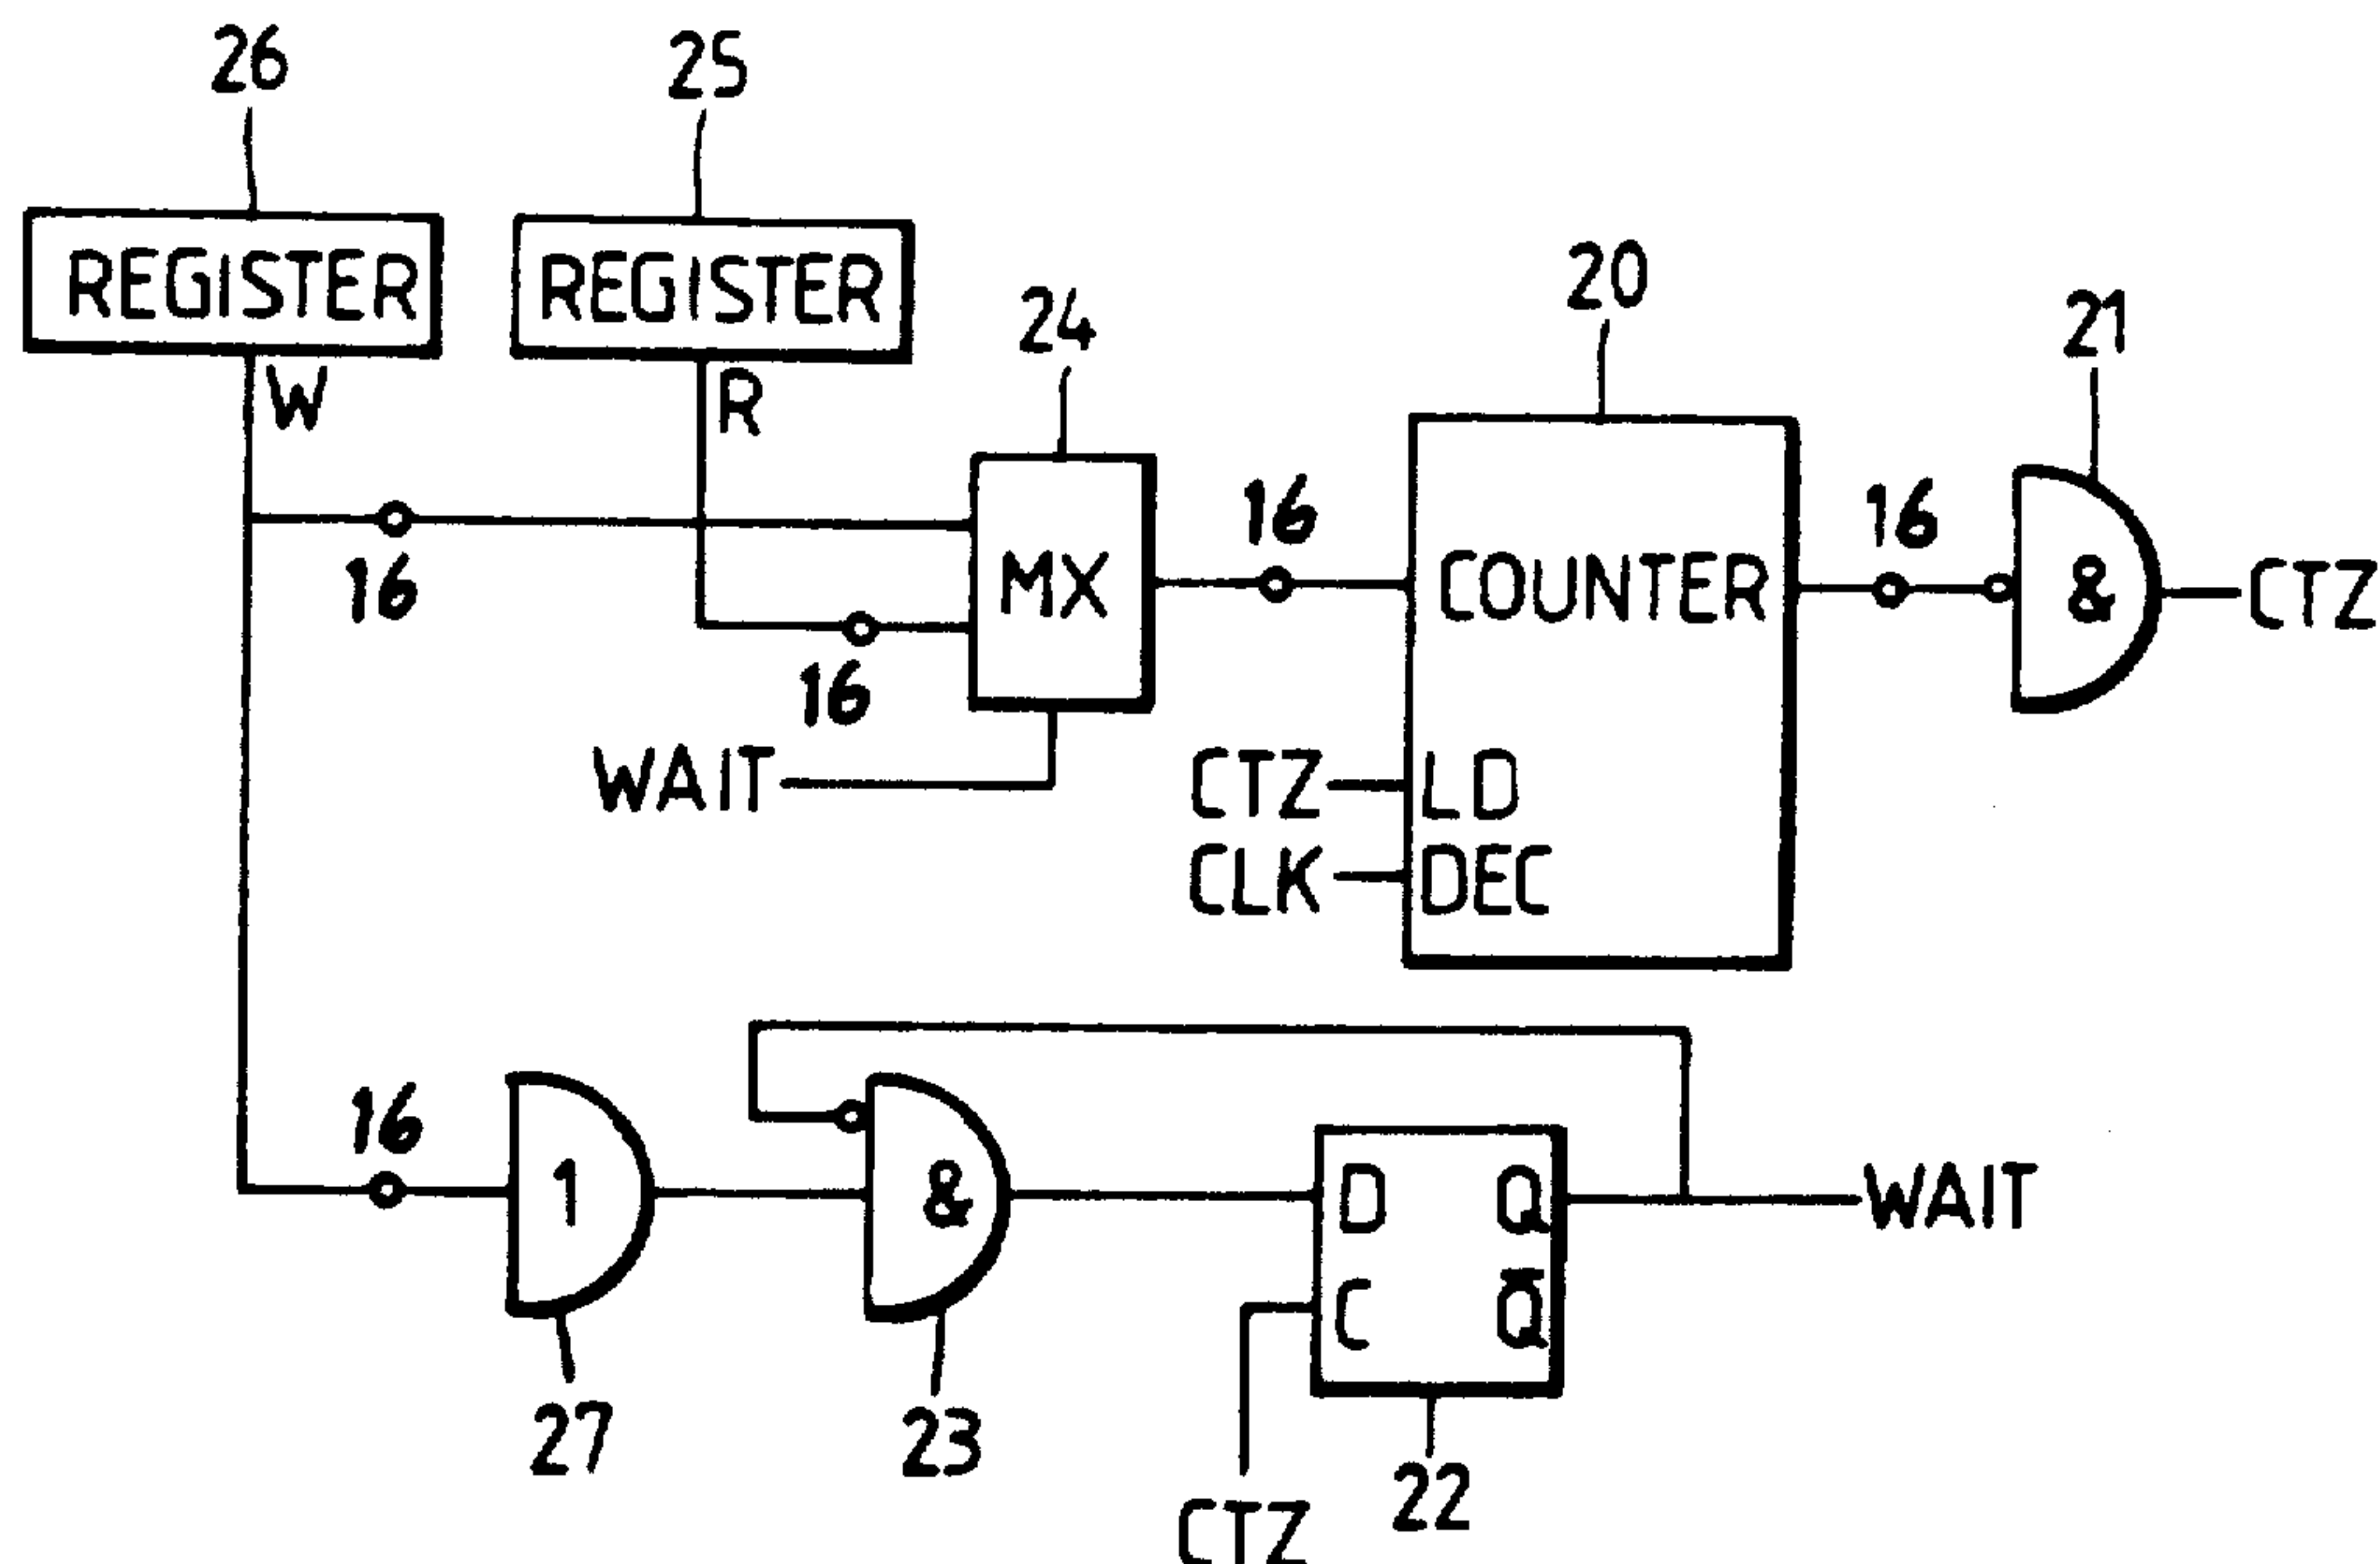 26
25
REGISTER
REGISTER
20
24
21
W
R
16
16
16
MX
COUNTER
&
CTZ
16
WAIT
CTZ
LD
CLK
DEC
16
1
&
D
Q
WAIT
C
Q̅
27
23
22
CTZ